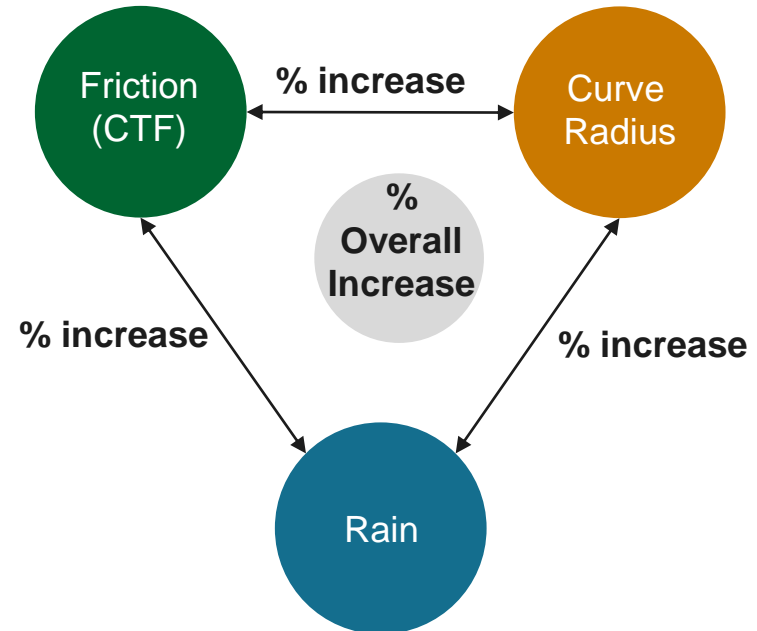 Friction
(CTF)
% increase
Curve
Radius
%
Overall
Increase
% increase
% increase
Rain